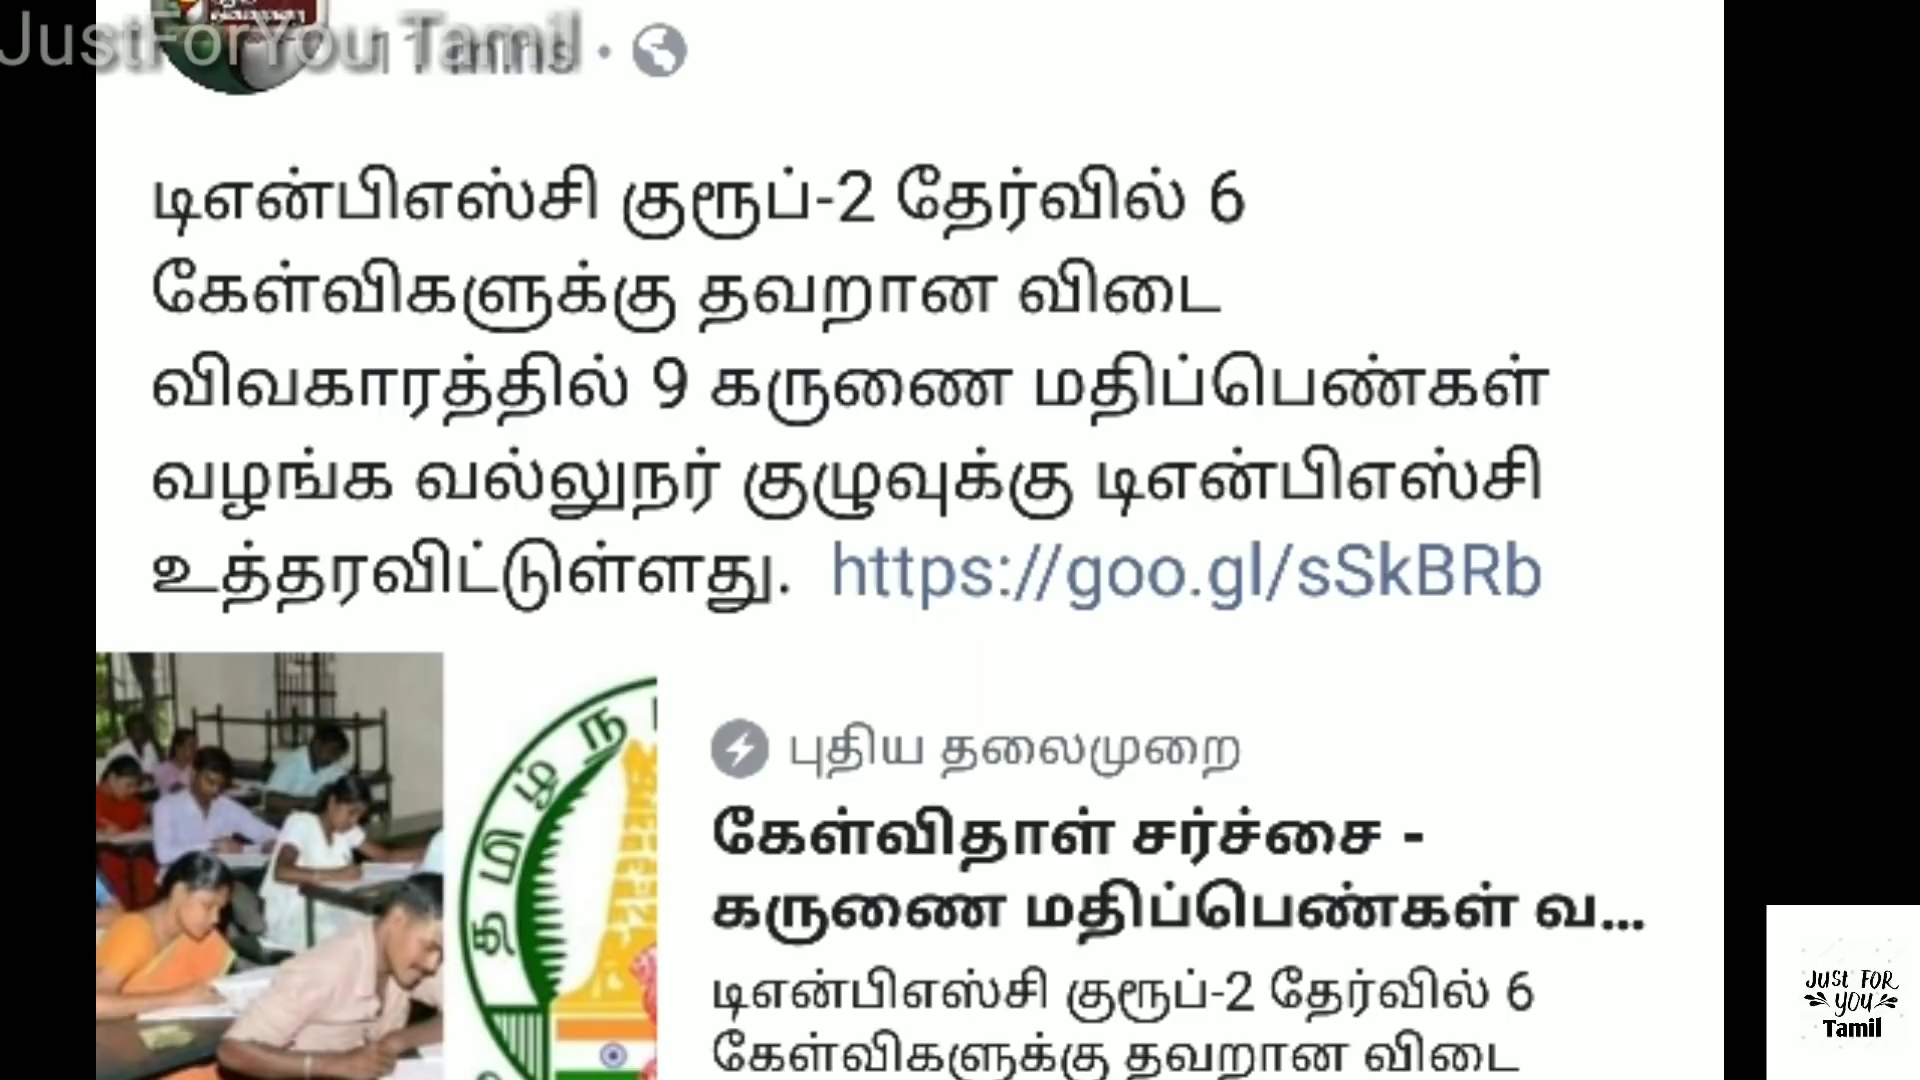 JustForYou Tamil
mins
டிஎன்பிஎஸ்சி குரூப்-2 தேர்வில் 6
கேள்விகளுக்கு தவறான விடை
விவகாரத்தில் 9 கருணை மதிப்பெண்கள்
வழங்க வல்லுநர் குழுவுக்கு டிஎன்பிஎஸ்சி
உத்தரவிட்டுள்ளது. https://goo.gl/sSkBRb
தமிழ் ந
புதிய தலைமுறை
கேள்விதாள் சர்ச்சை -
கருணை மதிப்பெண்கள் வ...
டிஎன்பிஎஸ்சி குரூப்-2 தேர்வில் 6
கேள்விகளுக்கு தவறான விடை
JUST FOR
YOU
Tamil